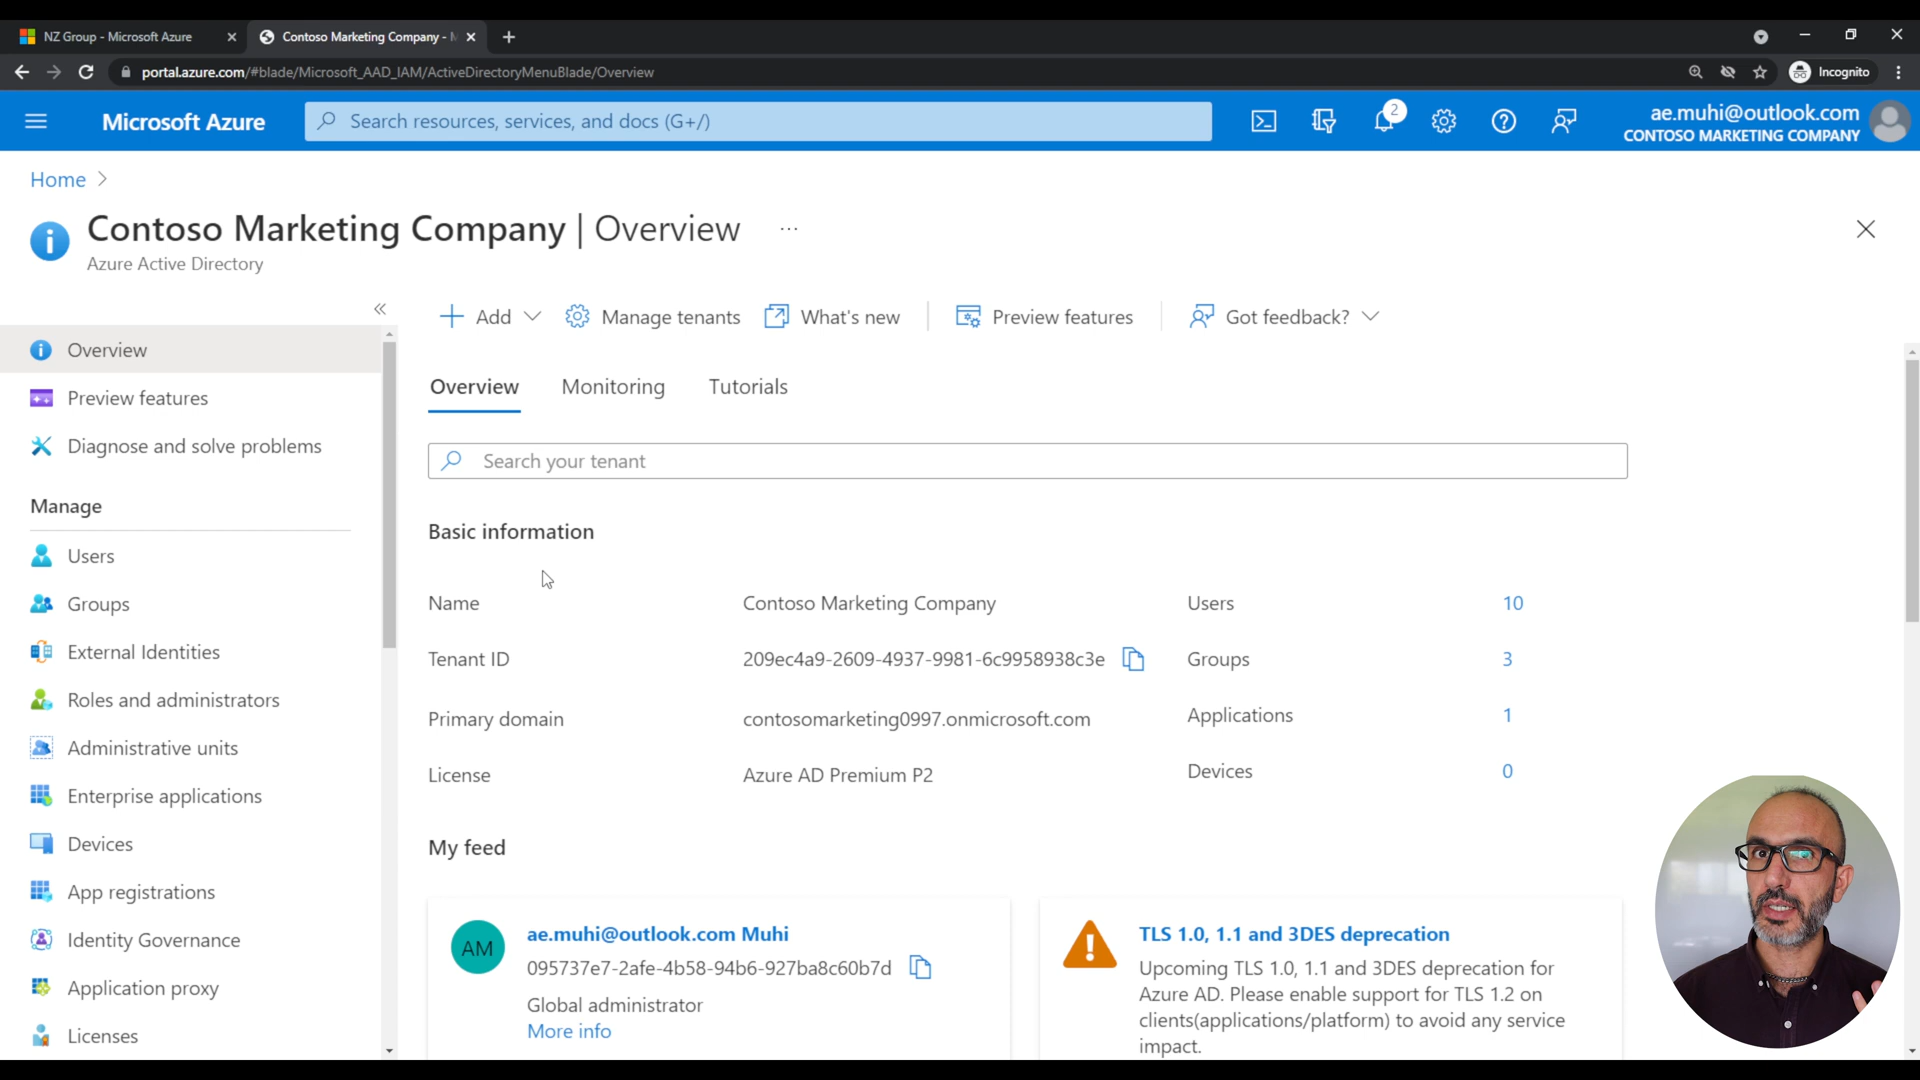 NZ Group - Microsoft Azure
Contoso Marketing Company - M
portal.azure.com/#blade/Microsoft_AAD_IAM/ActiveDirectoryMenuBlade/Overview
Incognito
Microsoft Azure
Search resources, services, and docs (G+/)
2
ae.muhi@outlook.com
CONTOSO MARKETING COMPANY
Home
Contoso Marketing Company | Overview
...
Azure Active Directory
Add
Manage tenants
What's new
Preview features
Got feedback?
Overview
Preview features
Diagnose and solve problems
Manage
Users
Groups
External Identities
Roles and administrators
Administrative units
Enterprise applications
Devices
App registrations
Identity Governance
Application proxy
Licenses
Overview
Monitoring
Tutorials
Search your tenant
Basic information
Name
Contoso Marketing Company
Users
10
Tenant ID
209ec4a9-2609-4937-9981-6c9958938c3e
Groups
3
Primary domain
contosomarketing0997.onmicrosoft.com
Applications
1
License
Azure AD Premium P2
Devices
0
My feed
AM
ae.muhi@outlook.com Muhi
095737e7-2afe-4b58-94b6-927ba8c60b7d
Global administrator
More info
TLS 1.0, 1.1 and 3DES deprecation
Upcoming TLS 1.0, 1.1 and 3DES deprecation for
Azure AD. Please enable support for TLS 1.2 on
clients(applications/platform) to avoid any service
impact.